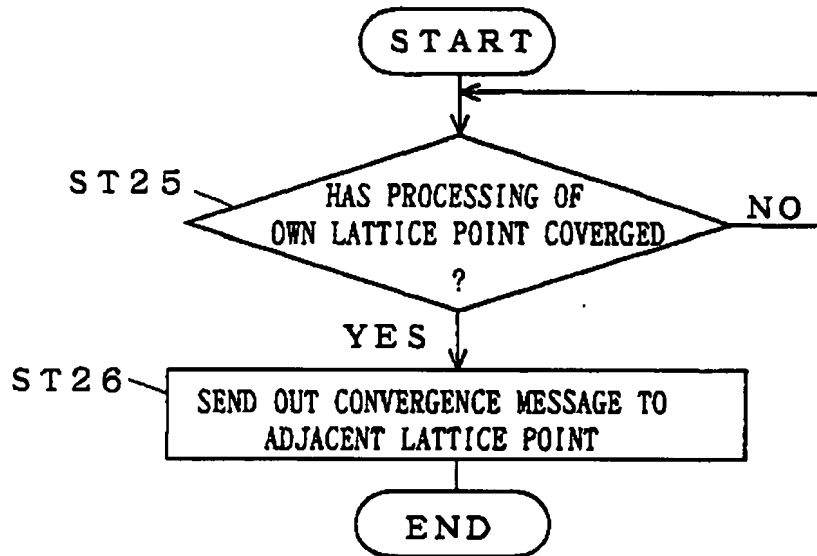 START
ST25
HAS PROCESSING OF
OWN LATTICE POINT COVERGED
?
NO
YES
ST26
SEND OUT CONVERGENCE MESSAGE TO
ADJACENT LATTICE POINT
END